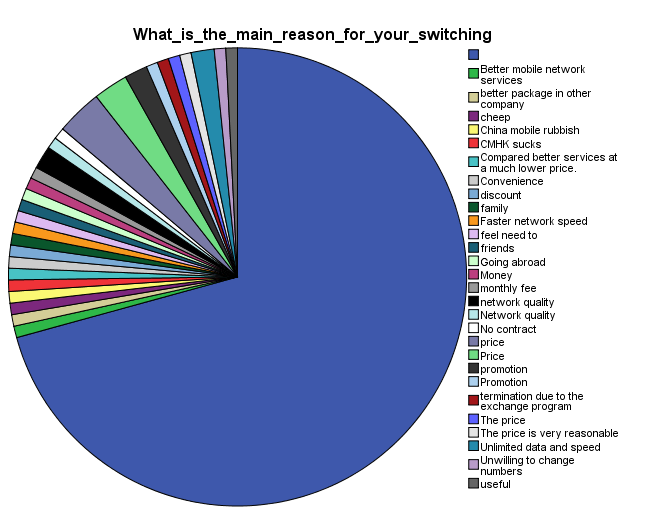 What_is_the_main_reason_for_your_switching
Better mobile network
services
better package in other
company
cheep
China mobile rubbish
CMHK sucks
Compared better services at
a much lower price.
Convenience
discount
family
Faster network speed
feel need to
friends
Going abroad
Money
monthly fee
network quality
Network quality
No contract
price
Price
promotion
Promotion
termination due to the
exchange program
The price
The price is very reasonable
Unlimited data and speed
Unwilling to change
numbers
useful